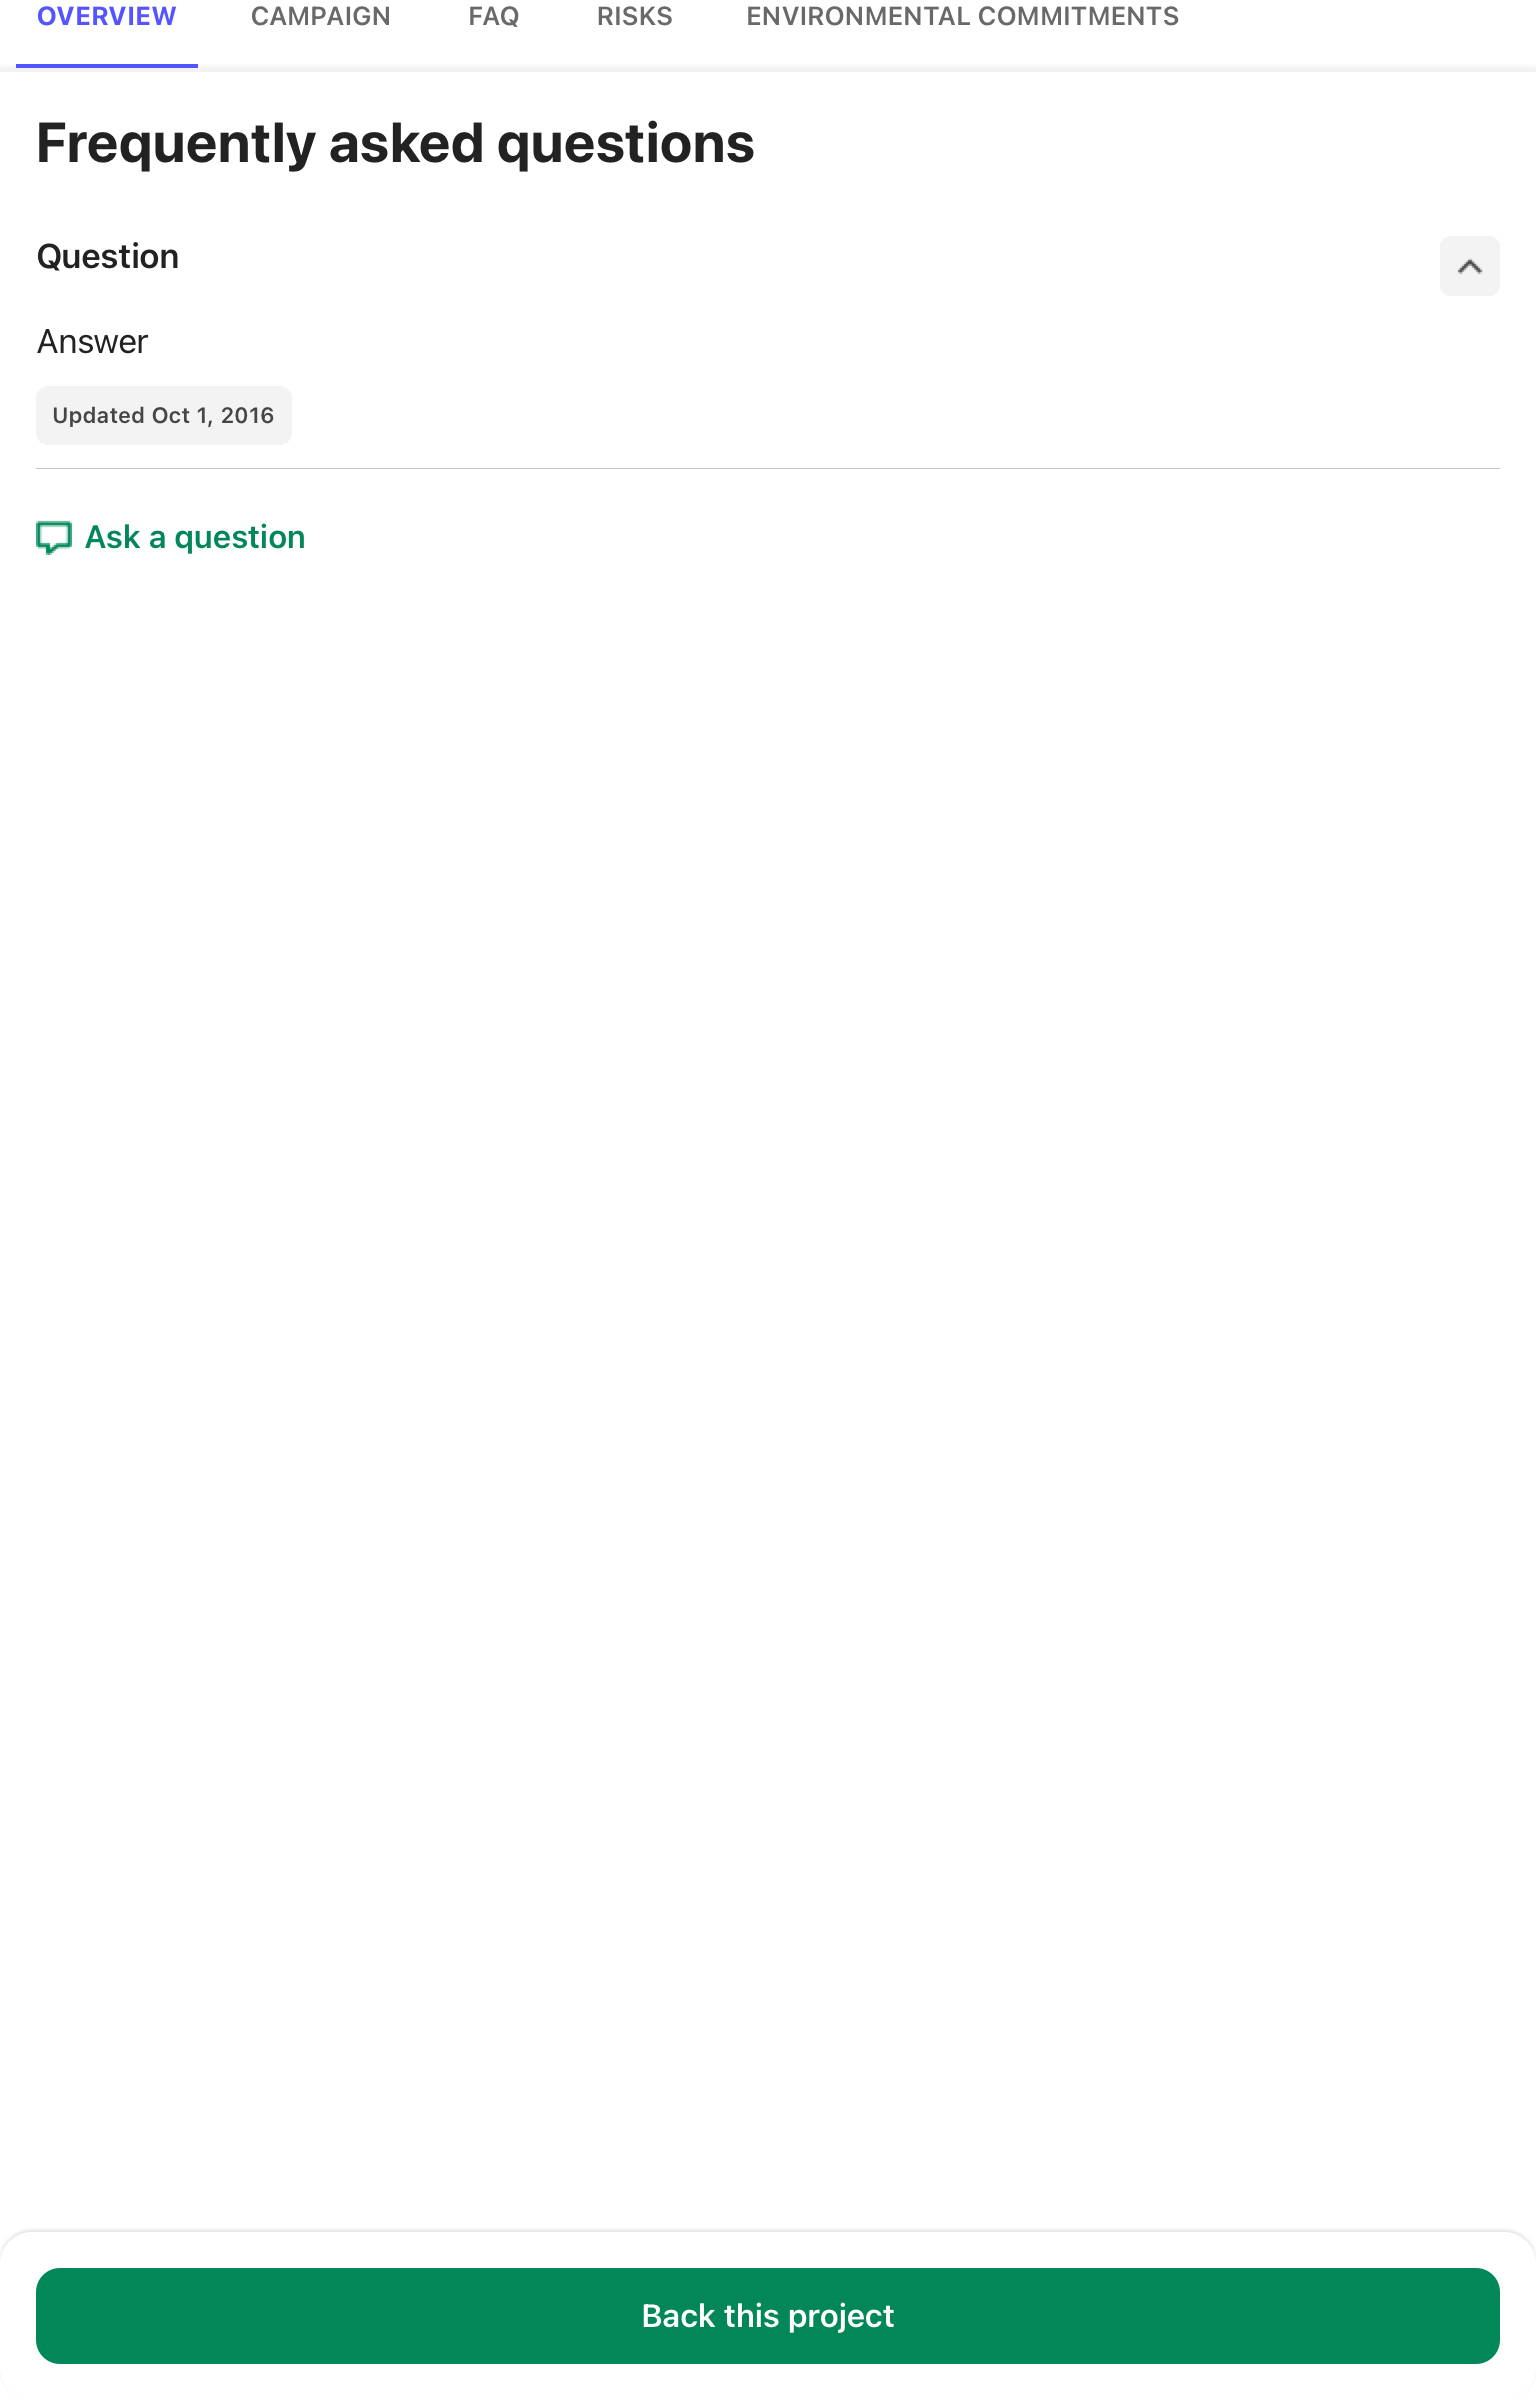 OVERVIEW CAMPAIGN FAQ RISKS ENVIRONMENTAL COMMITMENTS
Frequently asked questions
Question
Answer
Updated Oct 1, 2016
Ask a question
Back this project